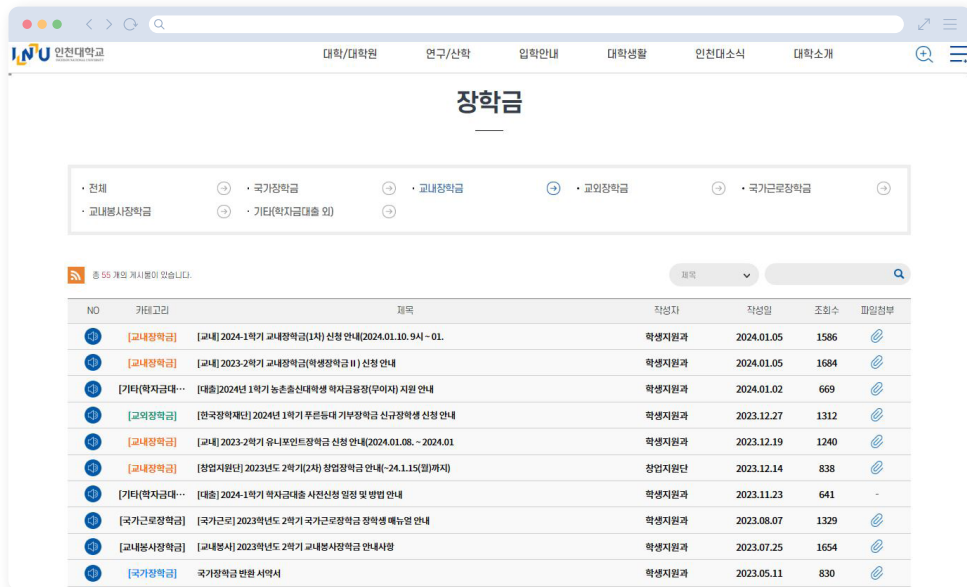 INU 인천대학교
대학/대학원 연구/산학 입학안내 대학생활 인천대소식 대학소개
장학금
· 전체 · 국가장학금 · 교내장학금 · 교외장학금 · 국가근로장학금
· 교내봉사장학금 · 기타(학자금대출 외)
총 55 개의 게시물이 있습니다. 제목
NO 카테고리 제목 작성자 작성일 조회수 파일첨부
[교내장학금] [교내] 2024-1학기 교내장학금(1차) 신청 안내(2024.01.10. 9시 ~ 01. 학생지원과 2024.01.05 1586
[교내장학금] [교내] 2023-2학기 교내장학금(학생장학금 II ) 신청 안내 학생지원과 2024.01.05 1684
[기타(학자금대… [대출]2024년 1학기 농촌출신대학생 학자금융자(무이자) 지원 안내 학생지원과 2024.01.02 669
[교외장학금] [한국장학재단] 2024년 1학기 푸른등대 기부장학금 신규장학생 신청 안내 학생지원과 2023.12.27 1312
[교내장학금] [교내] 2023-2학기 유니포인트장학금 신청 안내(2024.01.08. ~ 2024.01 학생지원과 2023.12.19 1240
[교내장학금] [창업지원단] 2023년도 2학기(2차) 창업장학금 안내(~24.1.15(월)까지) 창업지원단 2023.12.14 838
[기타(학자금대… [대출] 2024-1학기 학자금대출 사전신청 일정 및 방법 안내 학생지원과 2023.11.23 641 -
[국가근로장학금] [국가근로] 2023학년도 2학기 국가근로장학금 장학생 매뉴얼 안내 학생지원과 2023.08.07 1329
[교내봉사장학금] [교내봉사] 2023학년도 2학기 교내봉사장학금 안내사항 학생지원과 2023.07.25 1654
[국가장학금] 국가장학금 반환 서약서 학생지원과 2023.05.11 830